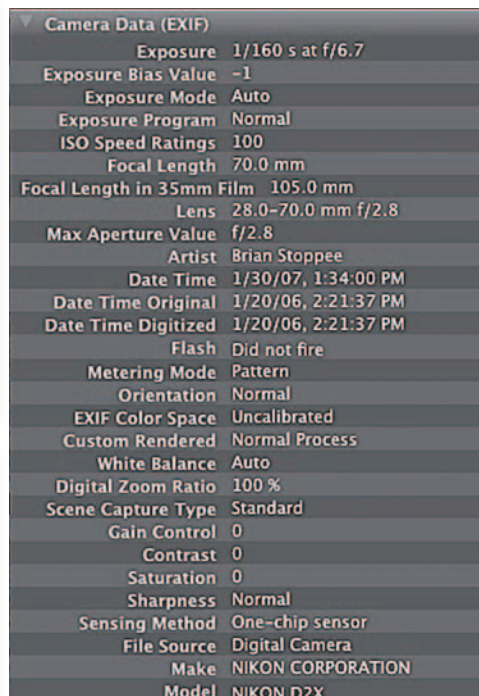 Camera Data (EXIF)
Exposure 1/160 s at f/6.7
Exposure Bias Value -1
Exposure Mode Auto
Exposure Program Normal
ISO Speed Ratings 100
Focal Length 70.0 mm
Focal Length in 35mm Film 105.0 mm
Lens 28.0-70.0 mm f/2.8
Max Aperture Value f/2.8
Artist Brian Stoppee
Date Time 1/30/07, 1:34:00 PM
Date Time Original 1/20/06, 2:21:37 PM
Date Time Digitized 1/20/06, 2:21:37 PM
Flash Did not fire
Metering Mode Pattern
Orientation Normal
EXIF Color Space Uncalibrated
Custom Rendered Normal Process
White Balance Auto
Digital Zoom Ratio 100 %
Scene Capture Type Standard
Gain Control 0
Contrast 0
Saturation 0
Sharpness Normal
Sensing Method One-chip sensor
File Source Digital Camera
Make NIKON CORPORATION
Model NIKON D2X